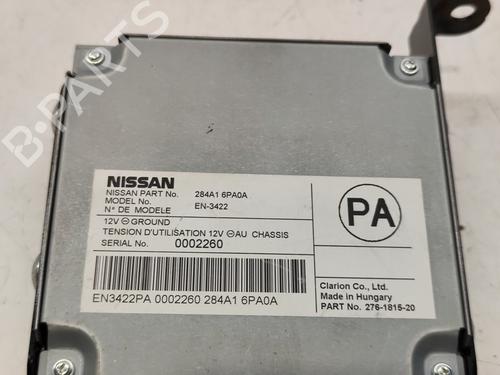 B-PARTS
NISSAN
NISSAN PART No. 284A1 6PA0A
MODEL No. EN-3422
N° DE MODELE
12V ⊖ GROUND
TENSION D'UTILISATION 12V ⊖ AU CHASSIS
SERIAL No. 0002260
EN3422PA 0002260 284A1 6PA0A
PA
Clarion Co., Ltd.
Made in Hungary
PART No. 276-1815-20